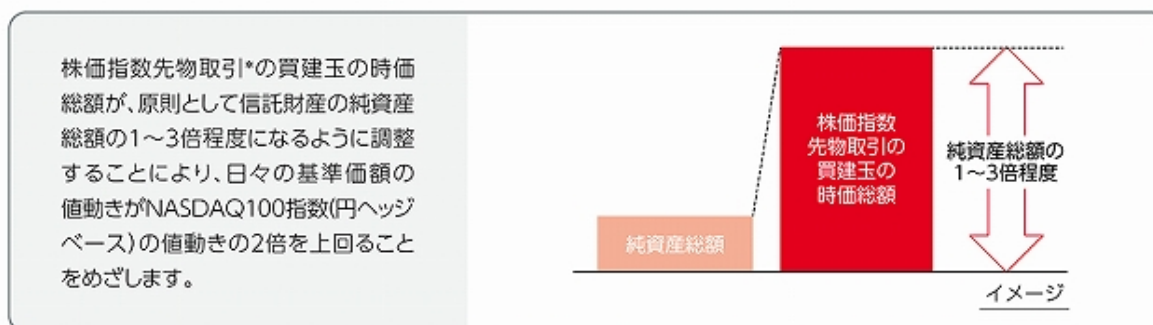 株価指数先物取引*の買建玉の時価
総額が、原則として信託財産の純資産
総額の1～3倍程度になるように調整
することにより、日々の基準価額の
値動きがNASDAQ100指数(円ヘッジ
ベース)の値動きの2倍を上回ること
をめざします。
純資産総額
株価指数
先物取引の
買建玉の
時価総額
純資産総額の
1～3倍程度
イメージ